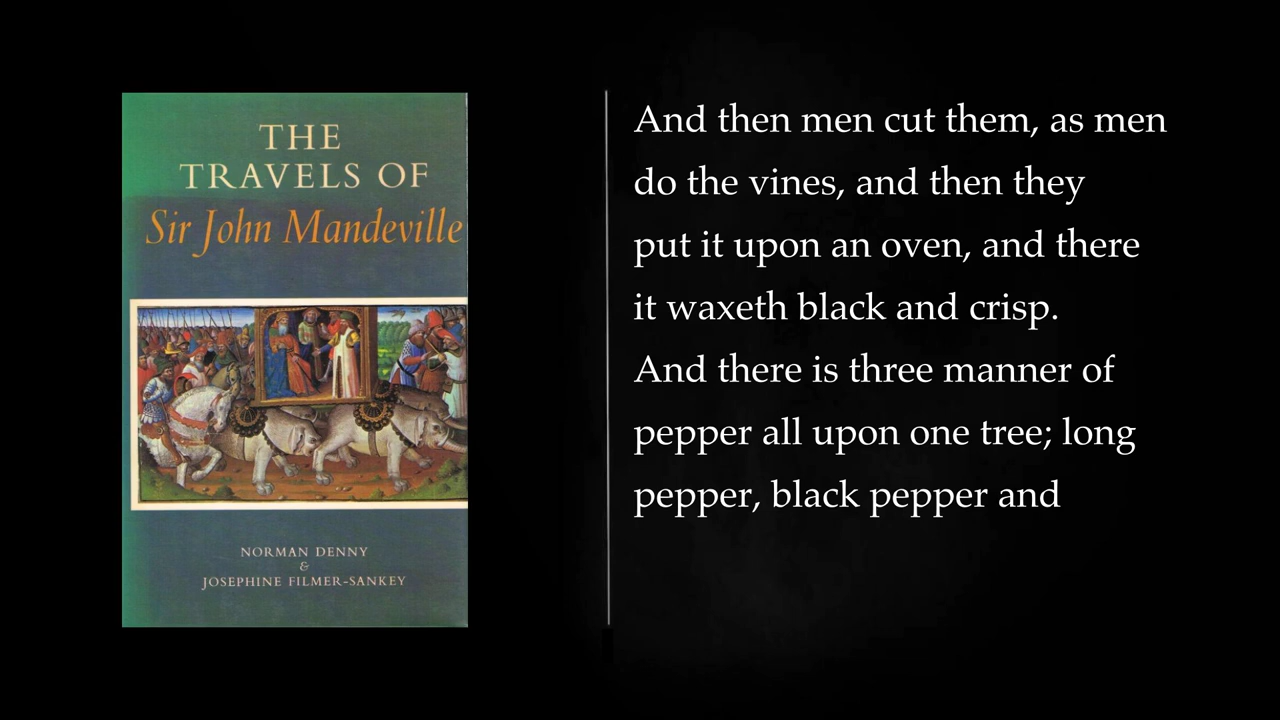 THE
TRAVELS OF
Sir John Mandeville
NORMAN DENNY
&
JOSEPHINE FILMER-SANKEY
And then men cut them, as men
do the vines, and then they
put it upon an oven, and there
it waxeth black and crisp.
And there is three manner of
pepper all upon one tree; long
pepper, black pepper and